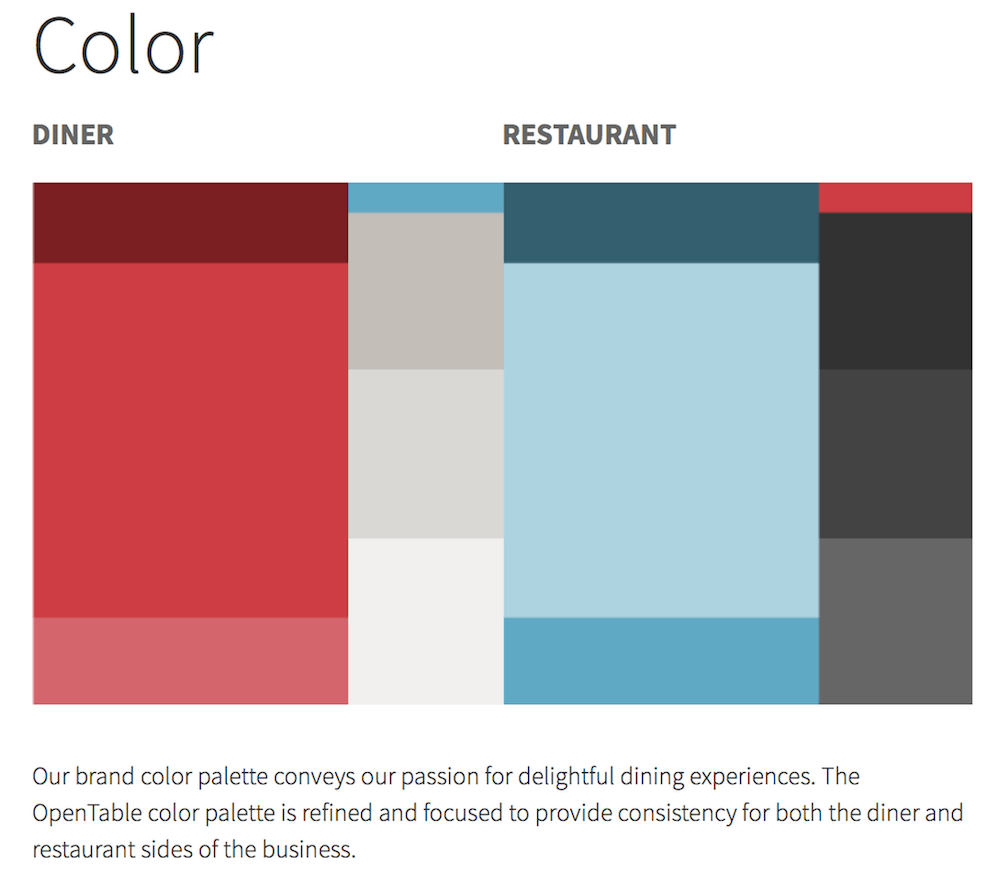 Color
DINER
RESTAURANT
Our brand color palette conveys our passion for delightful dining experiences. The
OpenTable color palette is refined and focused to provide consistency for both the diner and
restaurant sides of the business.